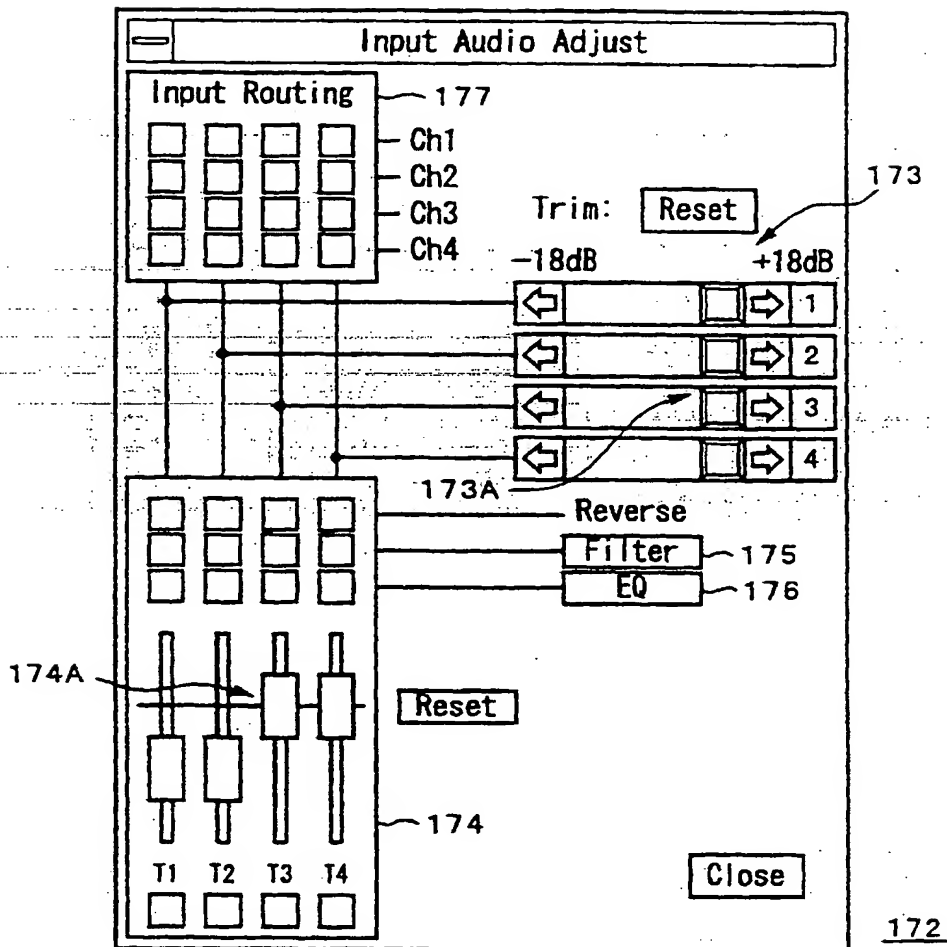 Input Audio Adjust
Input Routing
177
Ch1
Ch2
Ch3
Ch4
173
Trim:
Reset
-18dB
+18dB
1
2
3
4
173A
Reverse
Filter
175
EQ
176
174A
Reset
174
T1
T2
T3
T4
Close
172